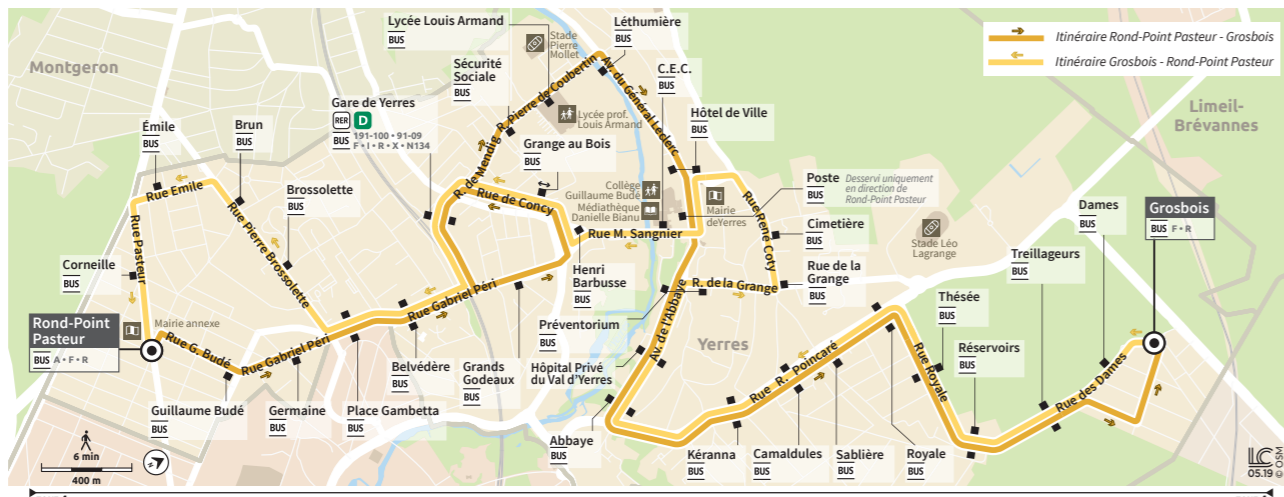 Itinéraire Rond-Point Pasteur - Grosbois
Itinéraire Grosbois - Rond-Point Pasteur
Montgeron
Limeil-
Brévannes
Yerres
Lycée Louis Armand
BUS
Léthumière
BUS
Stade
Pierre
Mollet
Sécurité
Sociale
BUS
C.E.C.
BUS
Gare de Yerres
RER D
BUS 191-100 • 91-09
F • I • R • X • N134
Lycée prof.
Louis Armand
Hôtel de Ville
BUS
Émile
BUS
Brun
BUS
Grange au Bois
BUS
Brossolette
BUS
Collège
Guillaume Budé
Médiathèque
Danielle Bianu
Mairie
deYerres
Poste
BUS
Desservi uniquement
en direction de
Rond-Point Pasteur
Cimetière
BUS
Stade Léo
Lagrange
Dames
BUS
Grosbois
BUS F • R
Treillageurs
BUS
Corneille
BUS
Henri
Barbusse
BUS
Rue de la
Grange
BUS
Thésée
BUS
Mairie annexe
Rond-Point
Pasteur
BUS A • F • R
Préventorium
BUS
Réservoirs
BUS
Belvédère
BUS
Grands
Godeaux
BUS
Hôpital Privé
du Val d’Yerres
BUS
Guillaume Budé
BUS
Germaine
BUS
Place Gambetta
BUS
Abbaye
BUS
Kéranna
BUS
Camaldules
BUS
Sablière
BUS
Royale
BUS
Rue Emile
Rue Pasteur
Rue Pierre Brossolette
Rue G. Budé
Rue Gabriel Péri
Rue Gabriel Péri
R. de Mendig
R. Pierre de Coubertin
Av. du Général Leclerc
Rue de Concy
Rue M. Sangnier
Rue René Coty
R. de la Grange
Av. de l’Abbaye
Rue R. Poincaré
Rue Royale
Rue des Dames
6 min
400 m
LC
05.19
© OSM